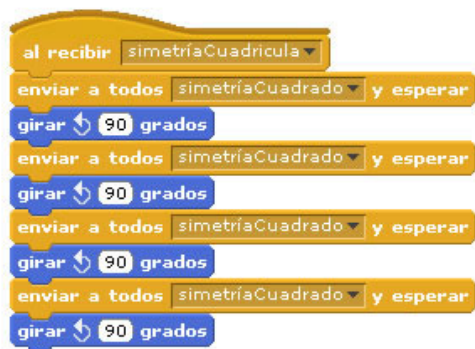 al recibir simetríaCuadricula
enviar a todos simetríaCuadrado y esperar
girar 90 grados
enviar a todos simetríaCuadrado y esperar
girar 90 grados
enviar a todos simetríaCuadrado y esperar
girar 90 grados
enviar a todos simetríaCuadrado y esperar
girar 90 grados